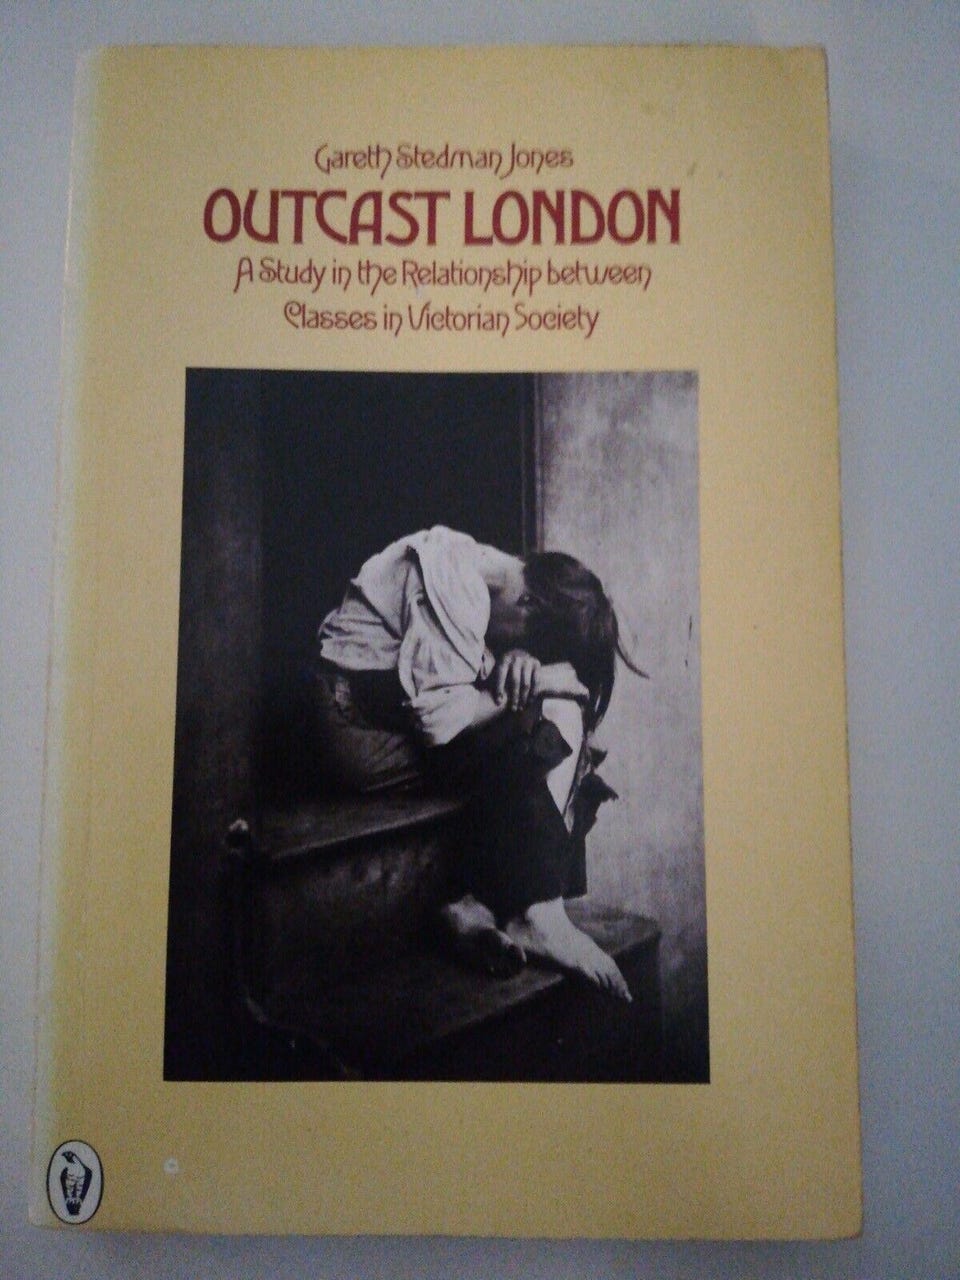 Gareth Stedman Jones
OUTCAST LONDON
A Study in the Relationship between
Classes in Victorian Society